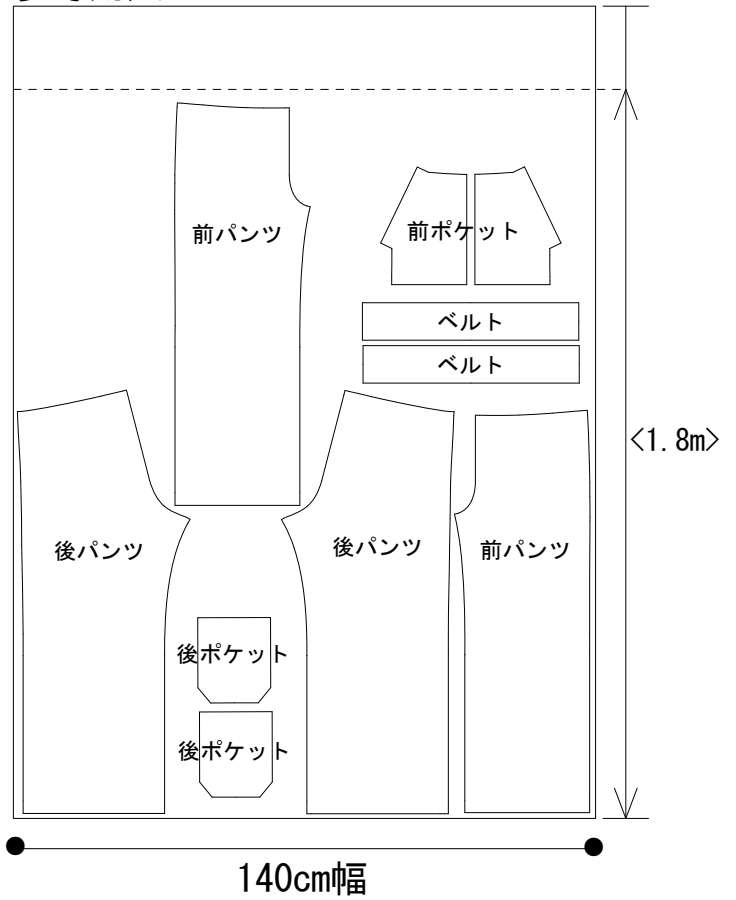 前パンツ
前ポケット
ベルト
ベルト
<1.8m>
後パンツ
後パンツ
前パンツ
後ポケット
後ポケット
140cm幅